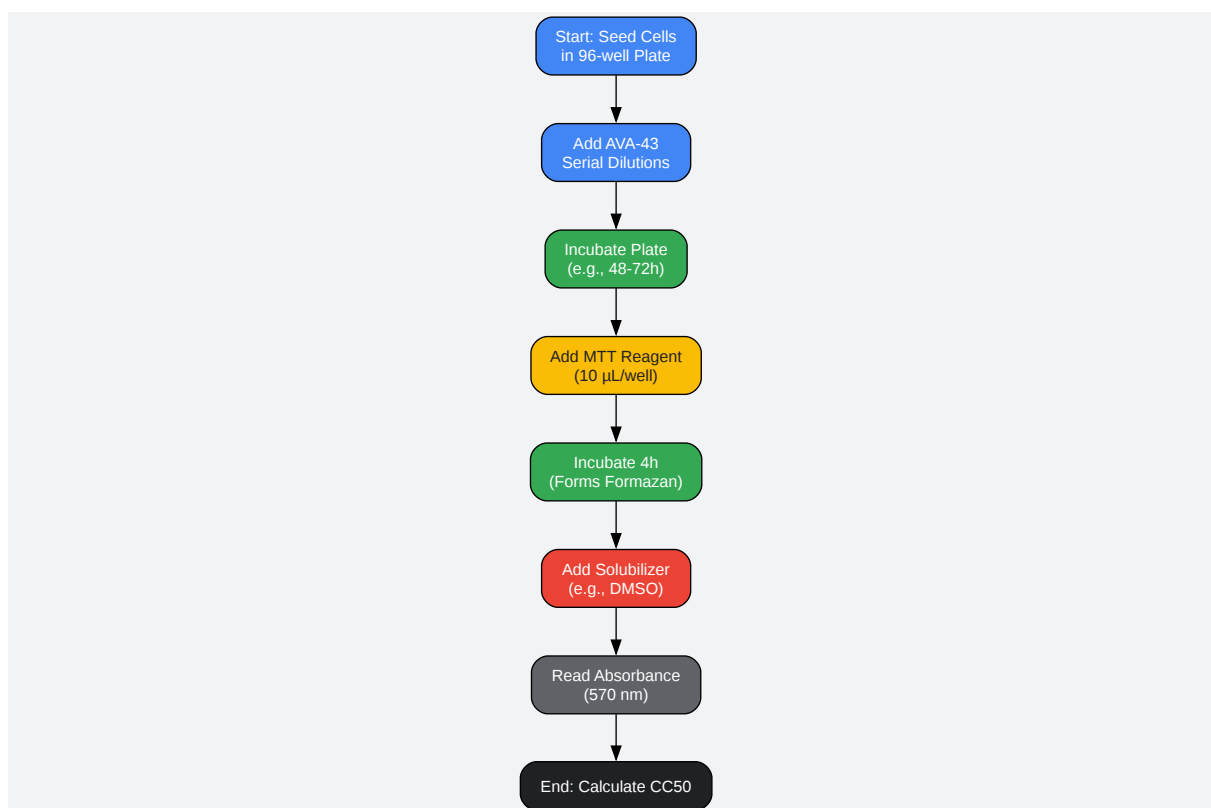 Start: Seed Cells
in 96-well Plate
Add AVA-43
Serial Dilutions
Incubate Plate
(e.g., 48-72h)
Add MTT Reagent
(10 µL/well)
Incubate 4h
(Forms Formazan)
Add Solubilizer
(e.g., DMSO)
Read Absorbance
(570 nm)
End: Calculate CC50